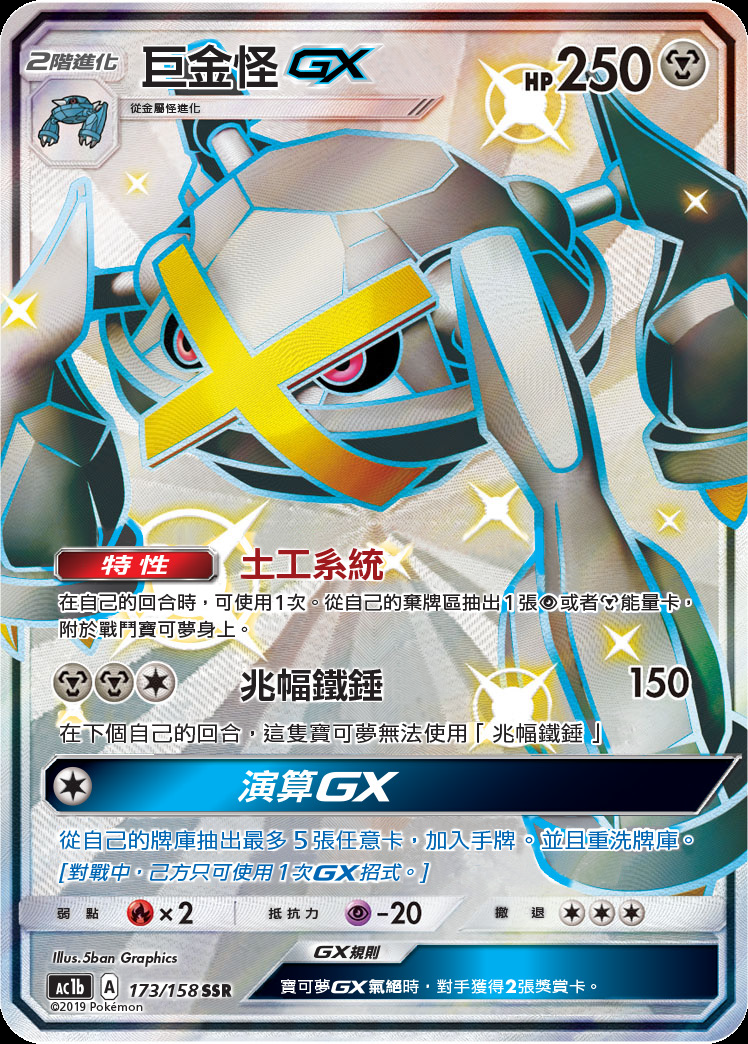 2階進化 巨金怪GX HP250
從金屬怪進化
特性 土工系統
在自己的回合時，可使用1次。從自己的棄牌區抽出1張或者能量卡，
附於戰鬥寶可夢身上。
兆幅鐵錘 150
在下個自己的回合，這隻寶可夢無法使用「兆幅鐵錘」
演算GX
從自己的牌庫抽出最多5張任意卡，加入手牌。並且重洗牌庫。
[對戰中，己方只可使用1次GX招式。]
弱點 ×2 抵抗力 -20 撤退
Illus.5ban Graphics
GX規則
AC1b A 173/158 SSR
寶可夢GX氣絕時，對手獲得2張獎賞卡。
©2019 Pokémon